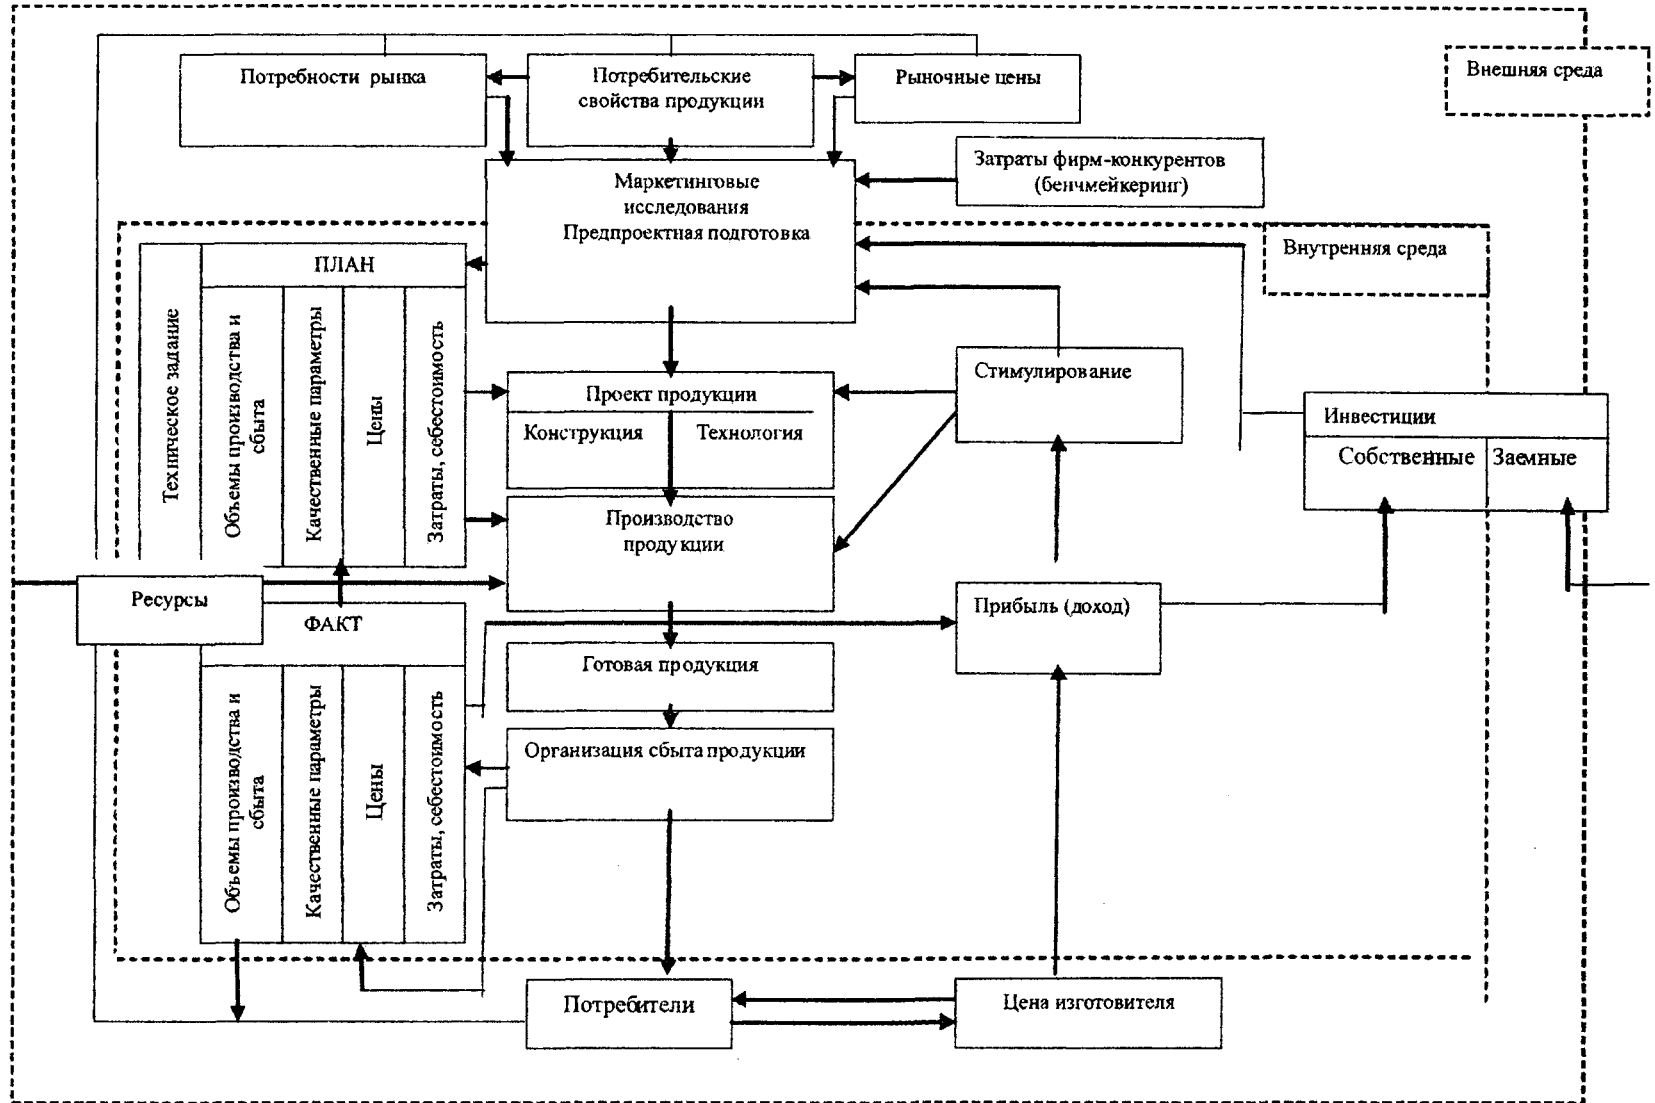 Потребности рынка
Потребительские
свойства продукции
Рыночные цены
Внешняя среда
Затраты фирм-конкурентов
(бенчмейкеринг)
Маркетинговые
исследования
Предпроектная подготовка
Внутренняя среда
ПЛАН
Техническое задание
Объемы производства и
сбыта
Качественные параметры
Цены
Затраты, себестоимость
Проект продукции
Конструкция
Технология
Стимулирование
Инвестиции
Собственные
Заемные
Производство
продукции
Ресурсы
ФАКТ
Прибыль (доход)
Готовая продукция
Объемы производства и
сбыта
Качественные параметры
Цены
Затраты, себестоимость
Организация сбыта продукции
Потребители
Цена изготовителя